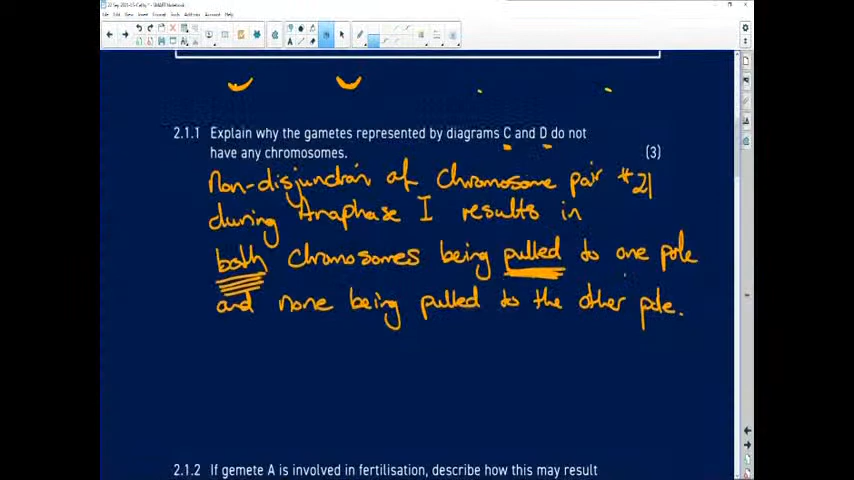 2.1.1 Explain why the gametes represented by diagrams C and D do not
have any chromosomes. (3)
Non-disjunction of Chromosome pair #21
during Anaphase I results in
both chromosomes being pulled to one pole
and none being pulled to the other pole.
2.1.2 If gemete A is involved in fertilisation, describe how this may result